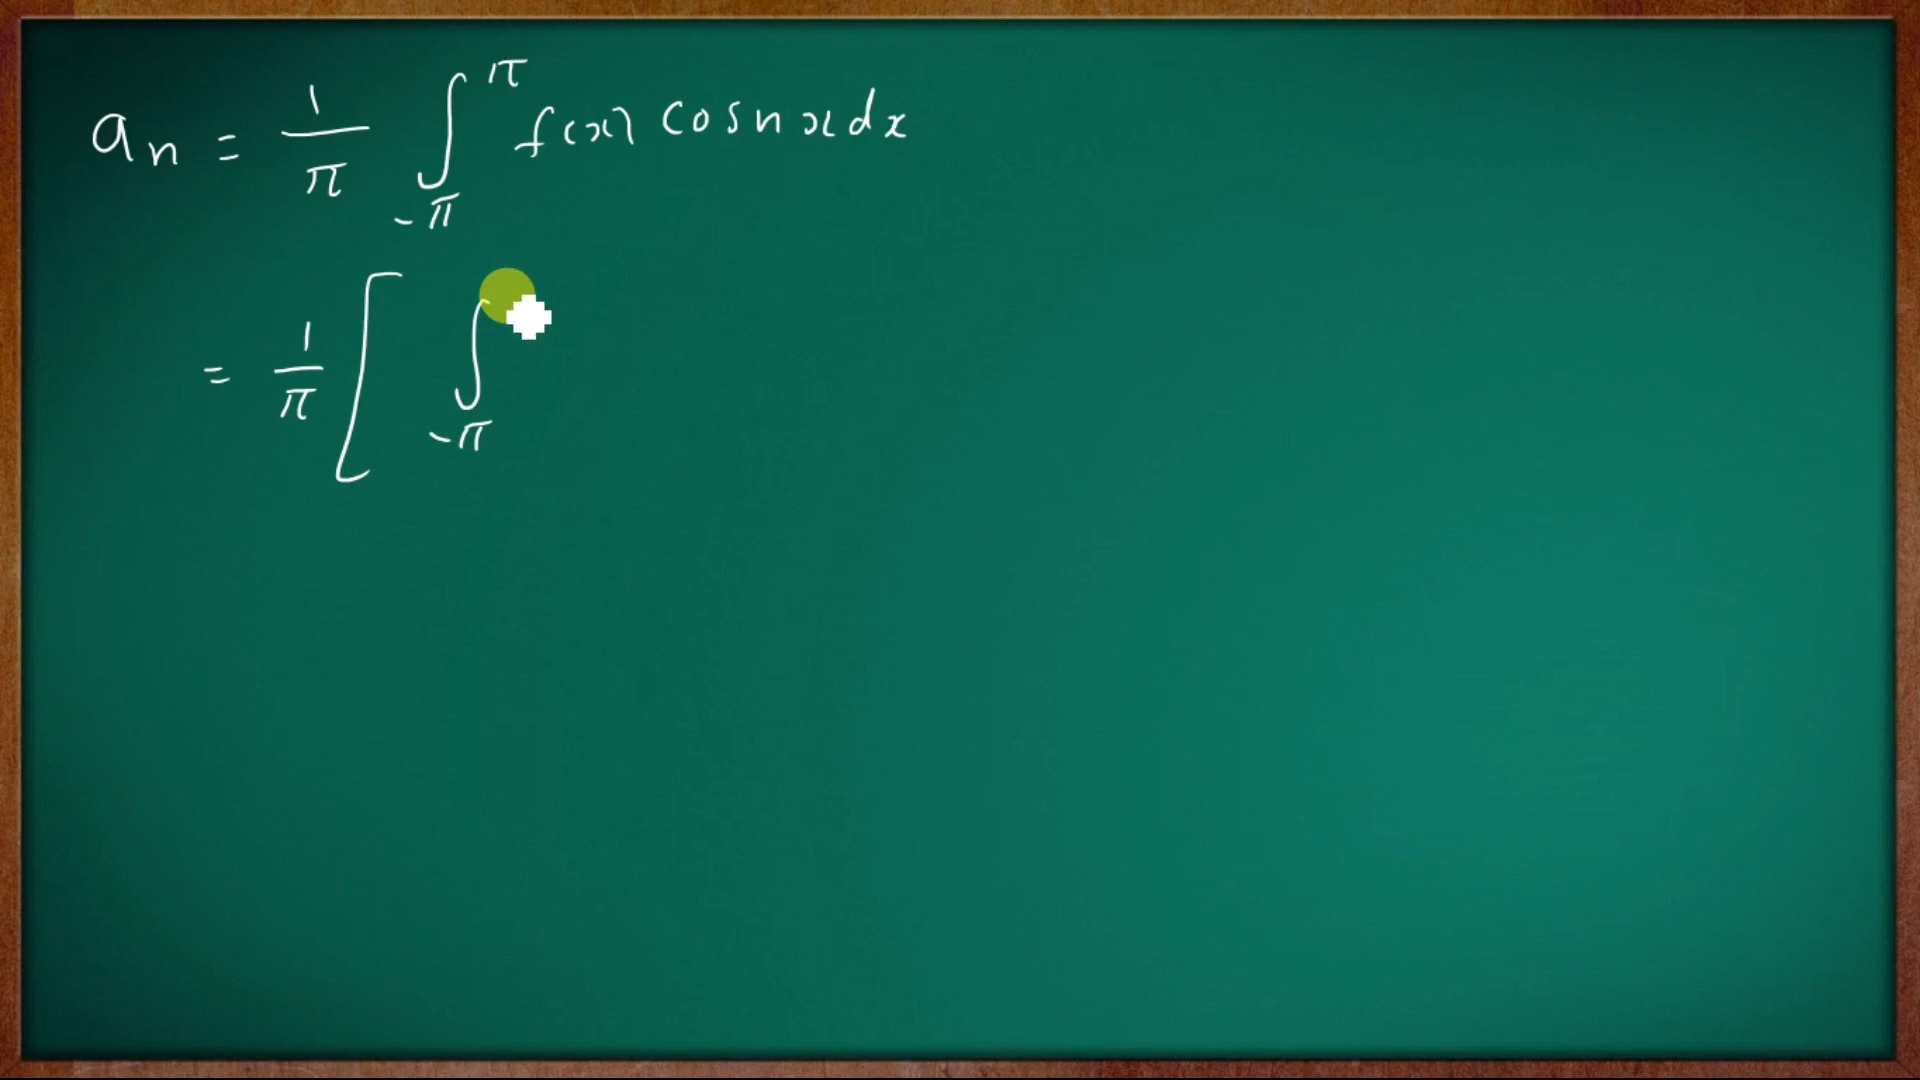 aₙ = 1/π ∫_{-π}^{π} f(x) cos nx dx
= 1/π [ ∫_{-π}